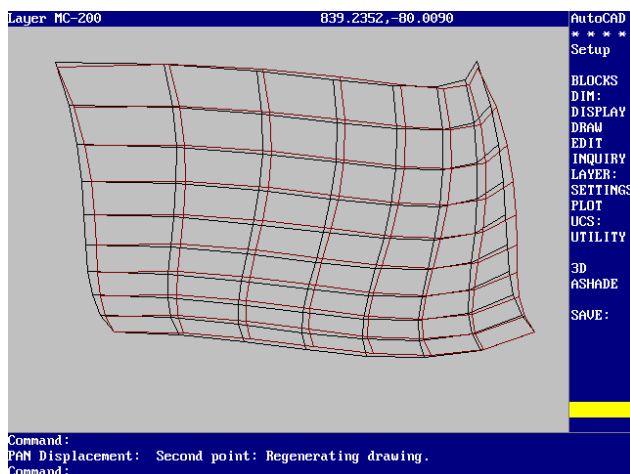 Layer MC-200 839.2352,-80.0090 AutoCAD
* * * *
Setup
BLOCKS
DIM:
DISPLAY
DRAW
EDIT
INQUIRY
LAYER:
SETTINGS
PLOT
UCS:
UTILITY
3D
ASHADE
SAVE:
Command:
PAN Displacement:  Second point: Regenerating drawing.
Command: